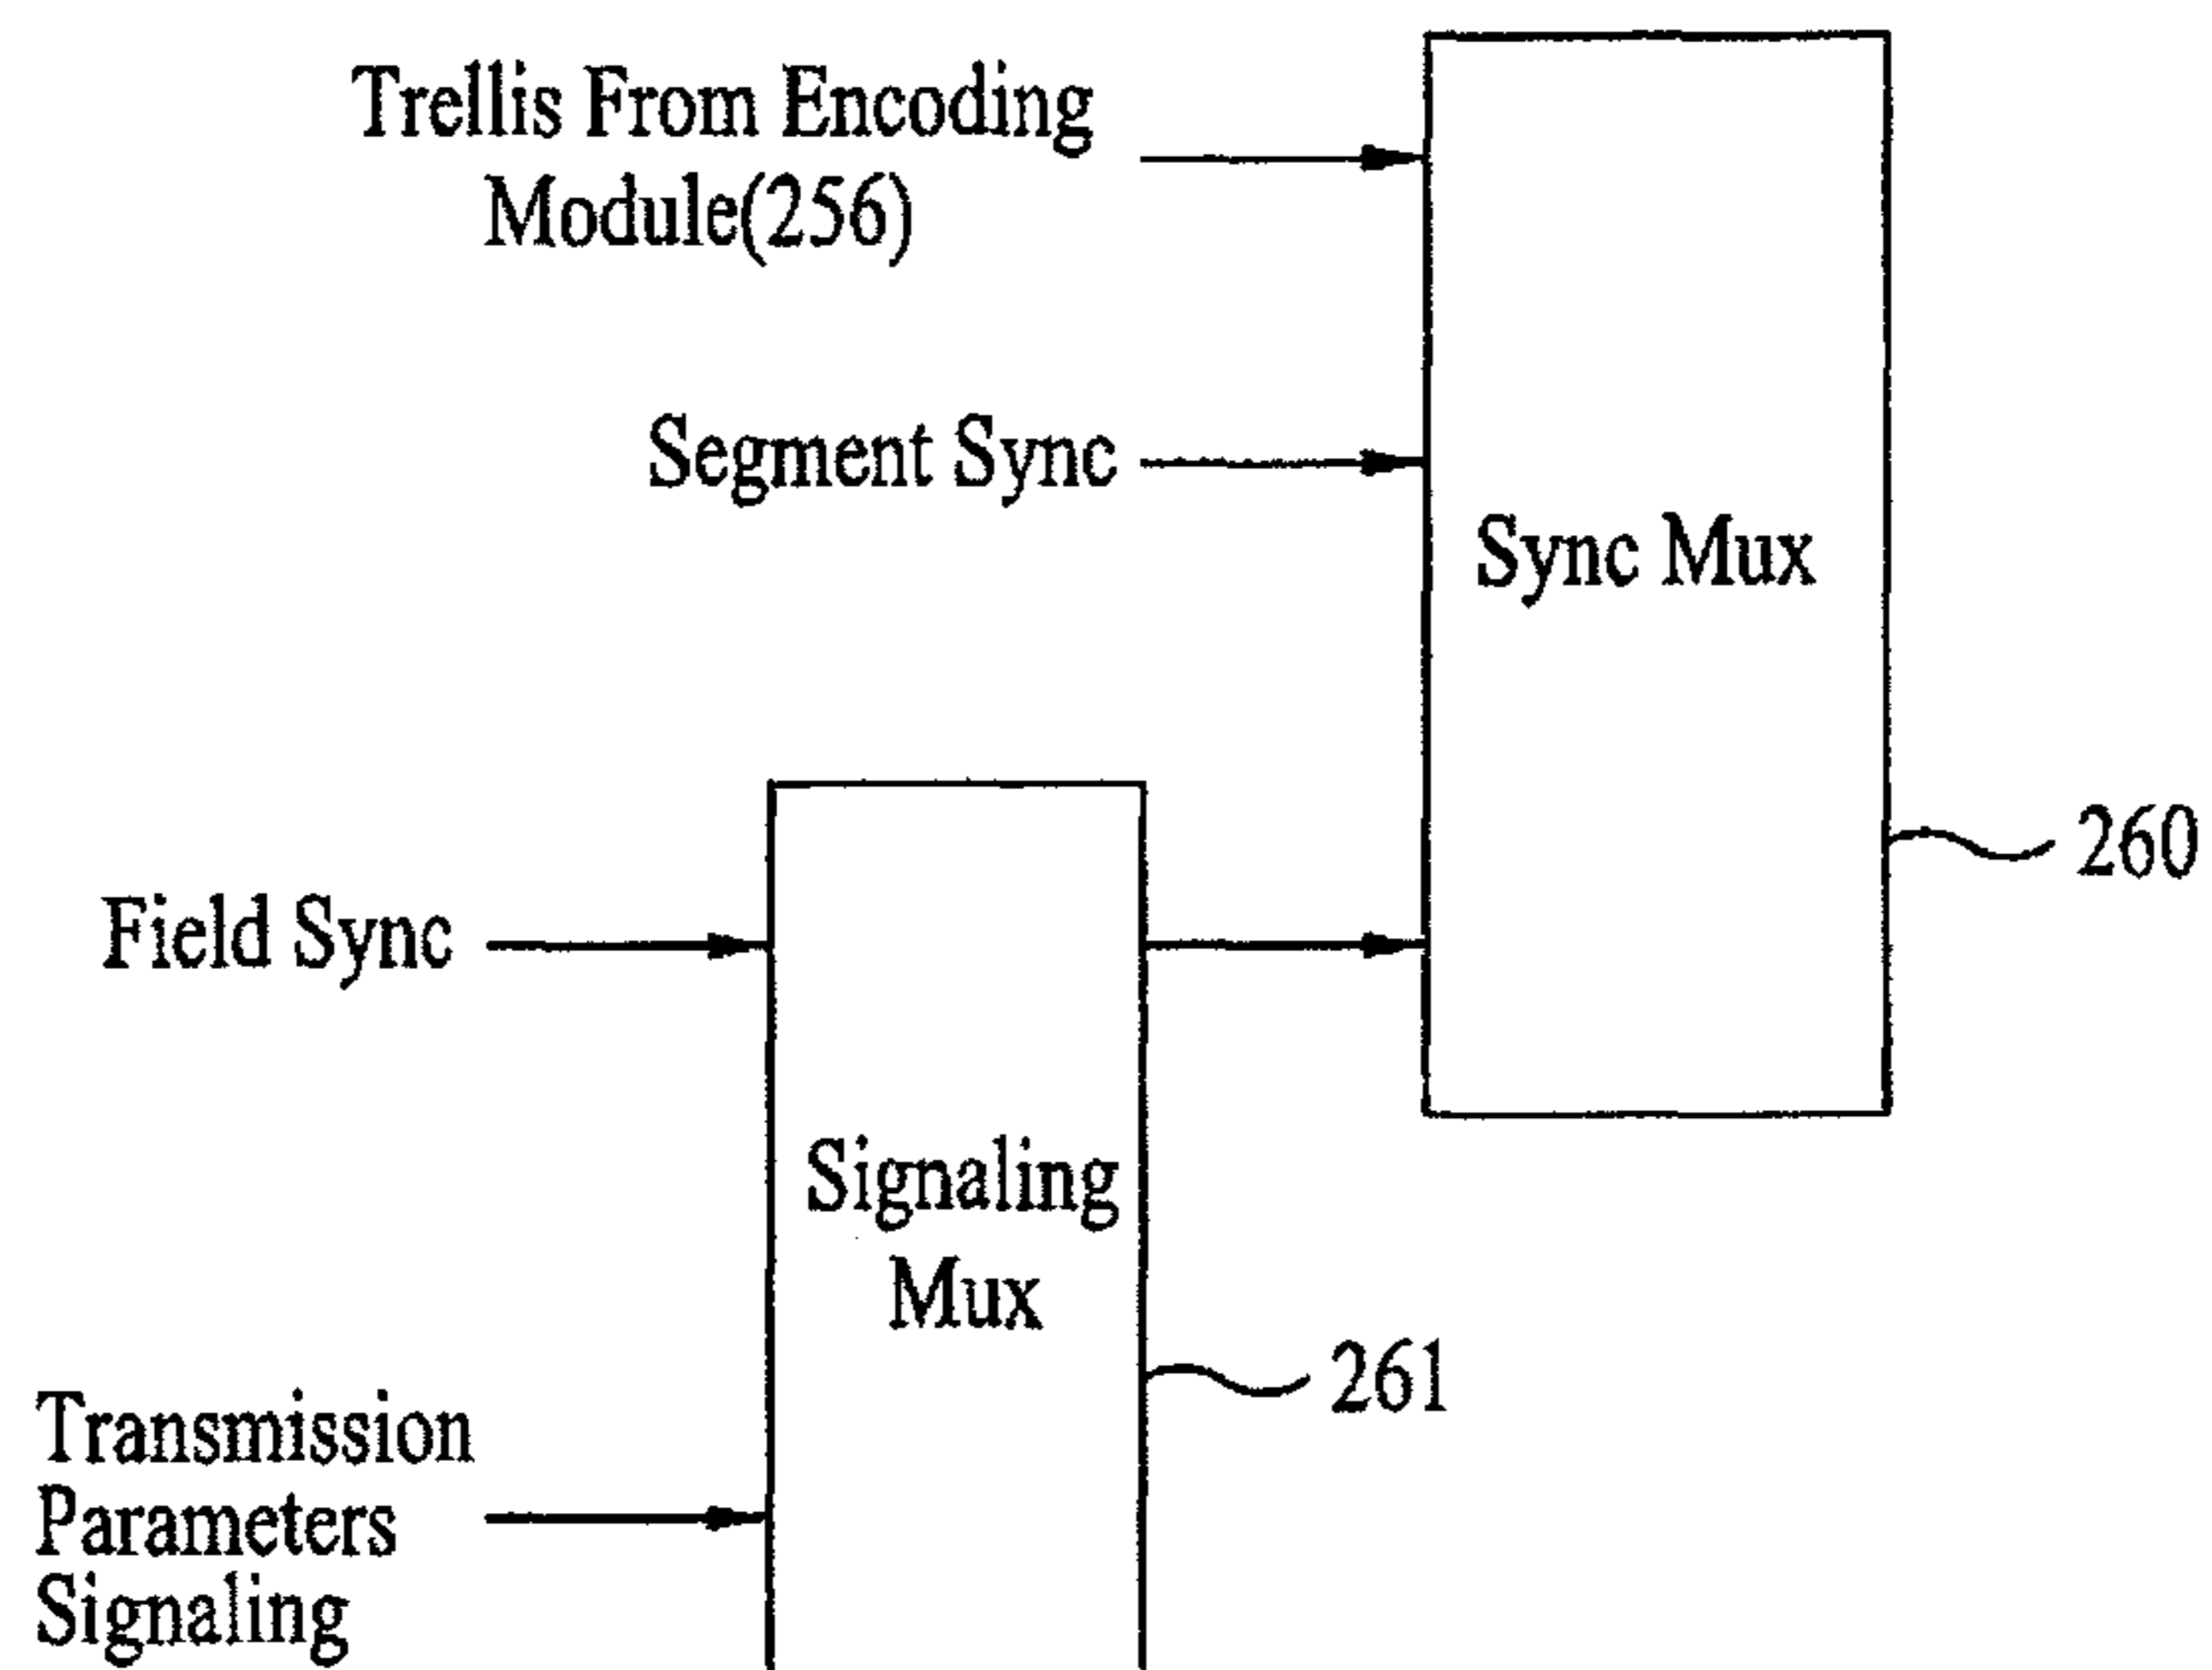 Trellis From Encoding
Module(256)
Segment Sync
Sync Mux
260
Field Sync
Signaling
Mux
261
Transmission
Parameters
Signaling